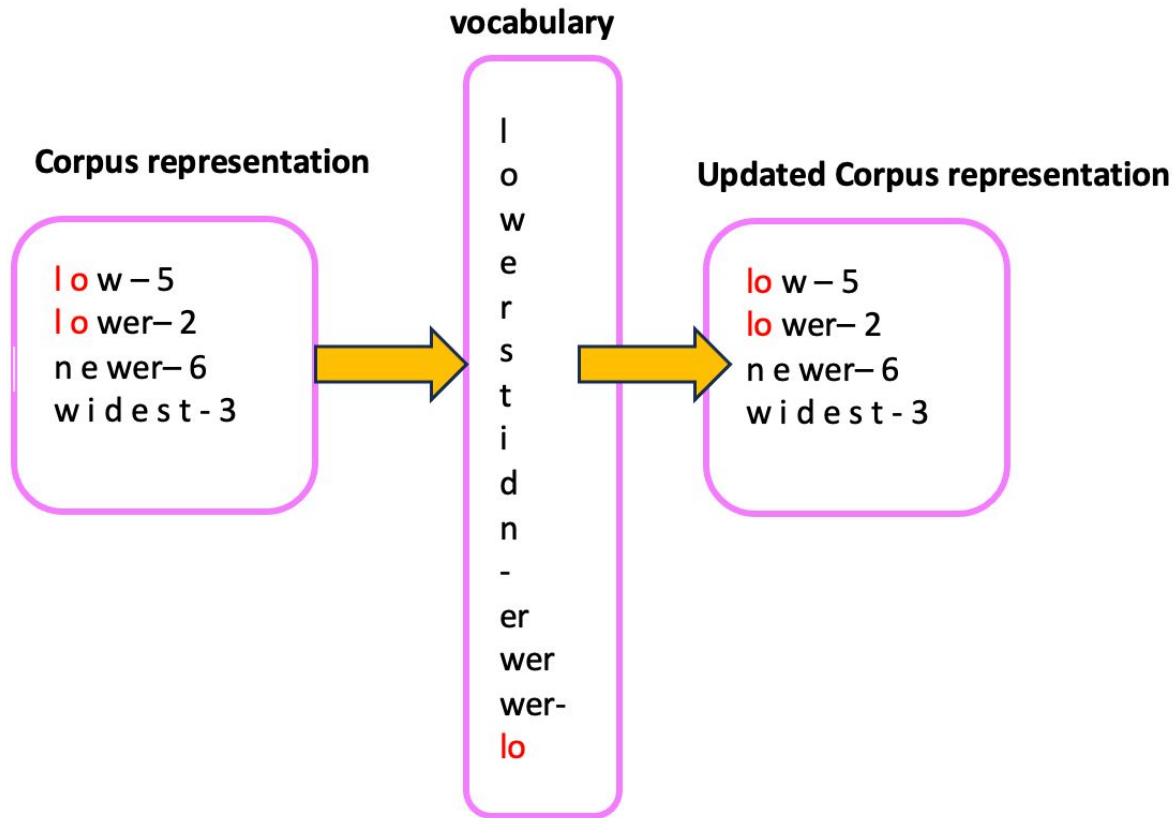 vocabulary
Corpus representation
l o w – 5
l o wer– 2
n e wer– 6
w i d e s t - 3
l
o
w
e
r
s
t
i
d
n
-
er
wer
wer-
lo
Updated Corpus representation
lo w – 5
lo wer– 2
n e wer– 6
w i d e s t - 3